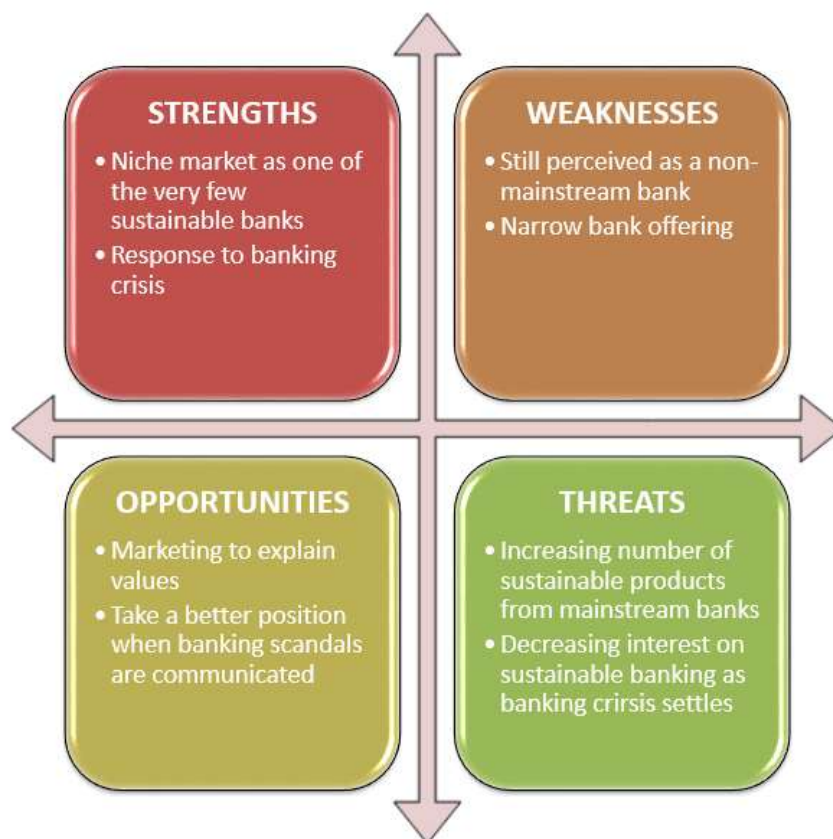 STRENGTHS
• Niche market as one of
the very few
sustainable banks
• Response to banking
crisis
WEAKNESSES
• Still perceived as a non-
mainstream bank
• Narrow bank offering
OPPORTUNITIES
• Marketing to explain
values
• Take a better position
when banking scandals
are communicated
THREATS
• Increasing number of
sustainable products
from mainstream banks
• Decreasing interest on
sustainable banking as
banking crirsis settles